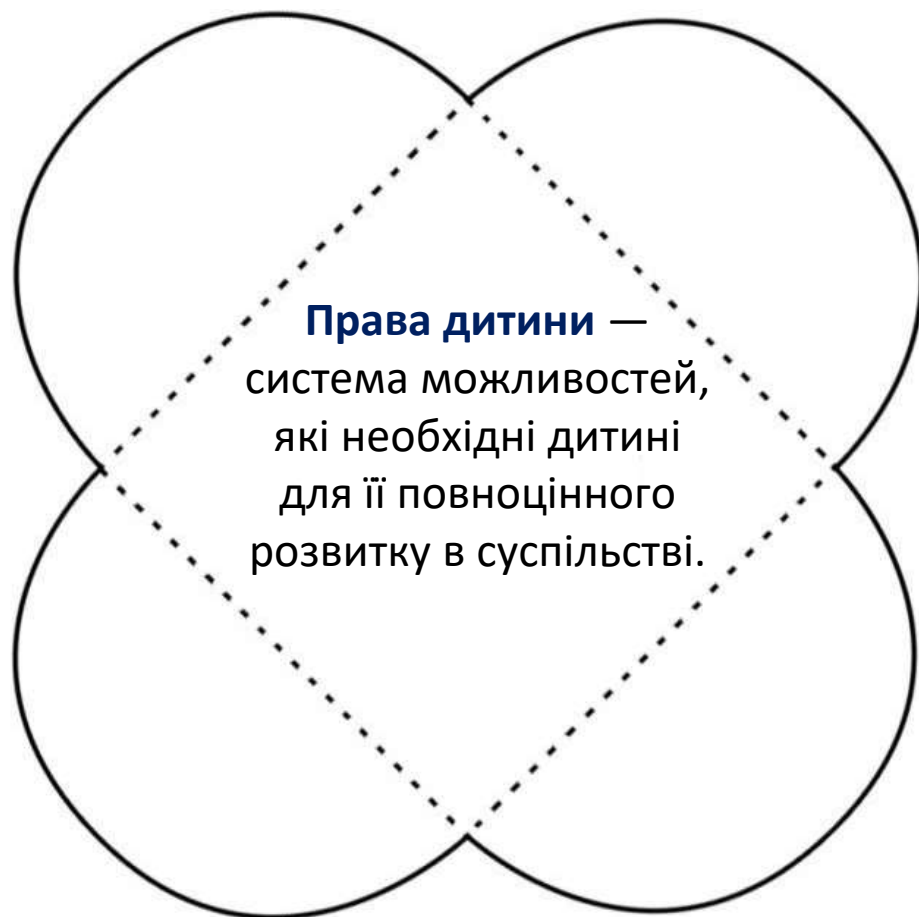 Права дитини —
система можливостей,
які необхідні дитині
для її повноцінного
розвитку в суспільстві.